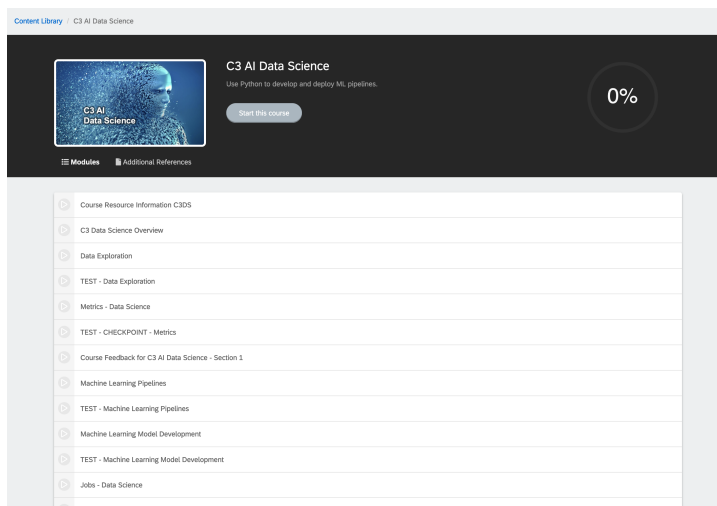 Content Library / C3 AI Data Science
C3 AI
Data Science
C3 AI Data Science
Use Python to develop and deploy ML pipelines.
Start this course
0%
Modules Additional References
Course Resource Information C3DS
C3 Data Science Overview
Data Exploration
TEST - Data Exploration
Metrics - Data Science
TEST - CHECKPOINT - Metrics
Course Feedback for C3 AI Data Science - Section 1
Machine Learning Pipelines
TEST - Machine Learning Pipelines
Machine Learning Model Development
TEST - Machine Learning Model Development
Jobs - Data Science